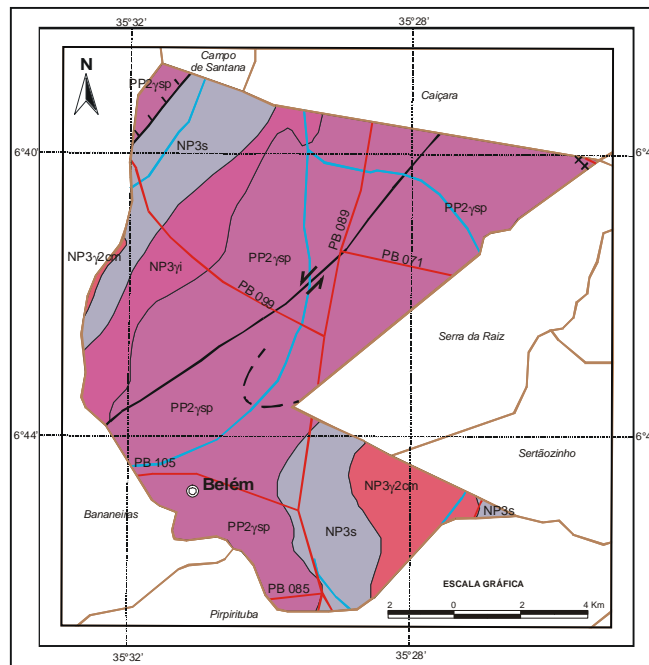 35°32'
35°28'
Campo
de Santana
N
Caiçara
PP2γsp
6°40'
6°4
NP3s
PP2γsp
PB 089
NP3γ2cm
NP3γi
PP2γsp
PB 071
PB 099
Serra da Raiz
PP2γsp
6°44'
6°4
Sertãozinho
PB 105
Belém
NP3γ2cm
Bananeiras
NP3s
PP2γsp
NP3s
ESCALA GRÁFICA
PB 085
2 0 2 4 Km
Pirpirituba
35°32'
35°28'